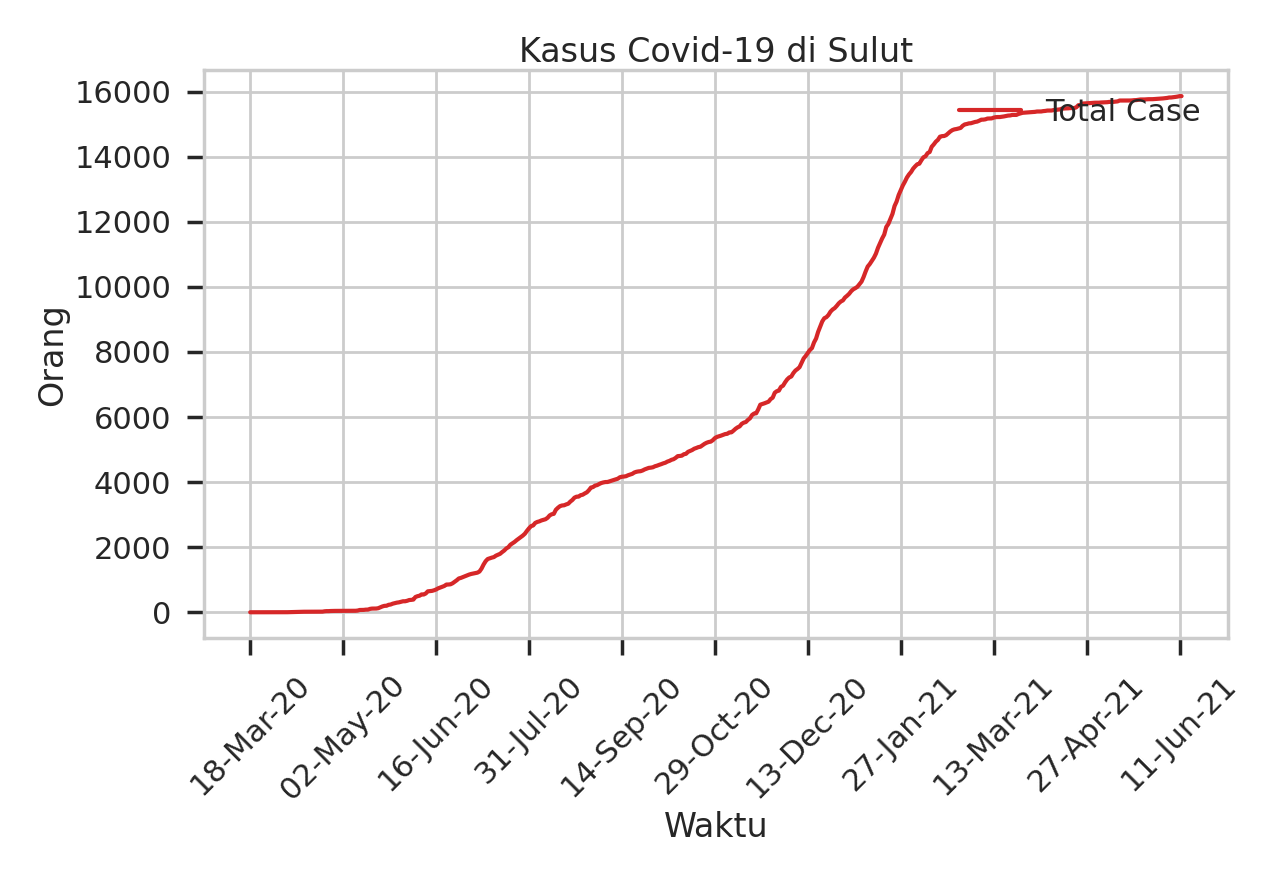 Kasus Covid-19 di Sulut
16000
14000
12000
10000
8000
6000
4000
2000
0
Orang
Total Case
18-Mar-20
02-May-20
16-Jun-20
31-Jul-20
14-Sep-20
29-Oct-20
13-Dec-20
27-Jan-21
13-Mar-21
27-Apr-21
11-Jun-21
Waktu